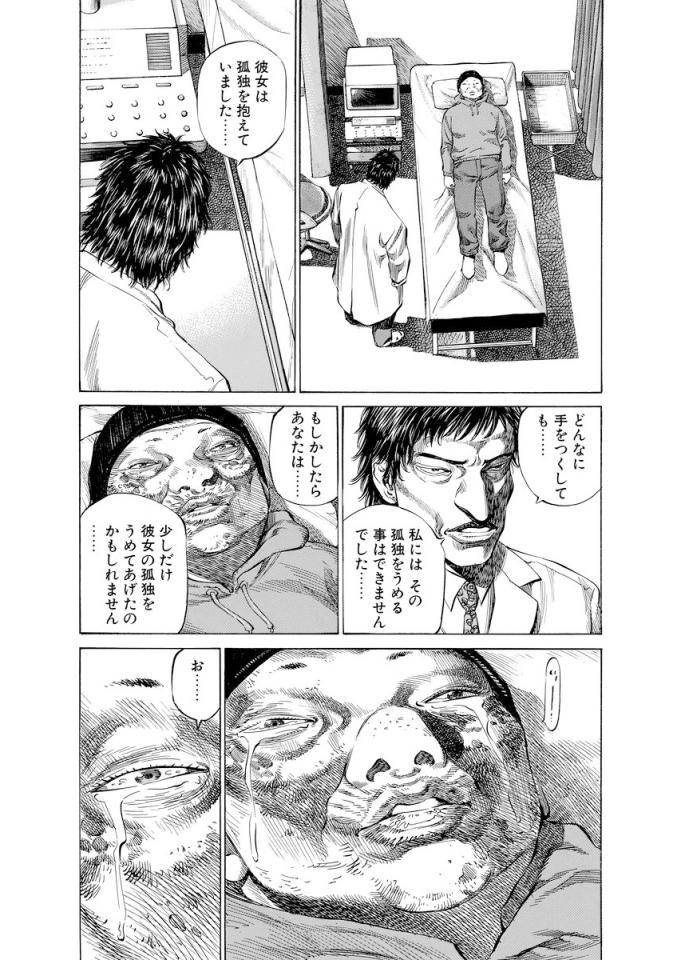 彼女は
孤独を抱えて
いました……
どんなに
手をつくして
も……
私には その
孤独をうめる
事はできません
でした……
もしかしたら
あなたは……
少しだけ
彼女の孤独を
うめてあげたの
かもしれません
……
お……